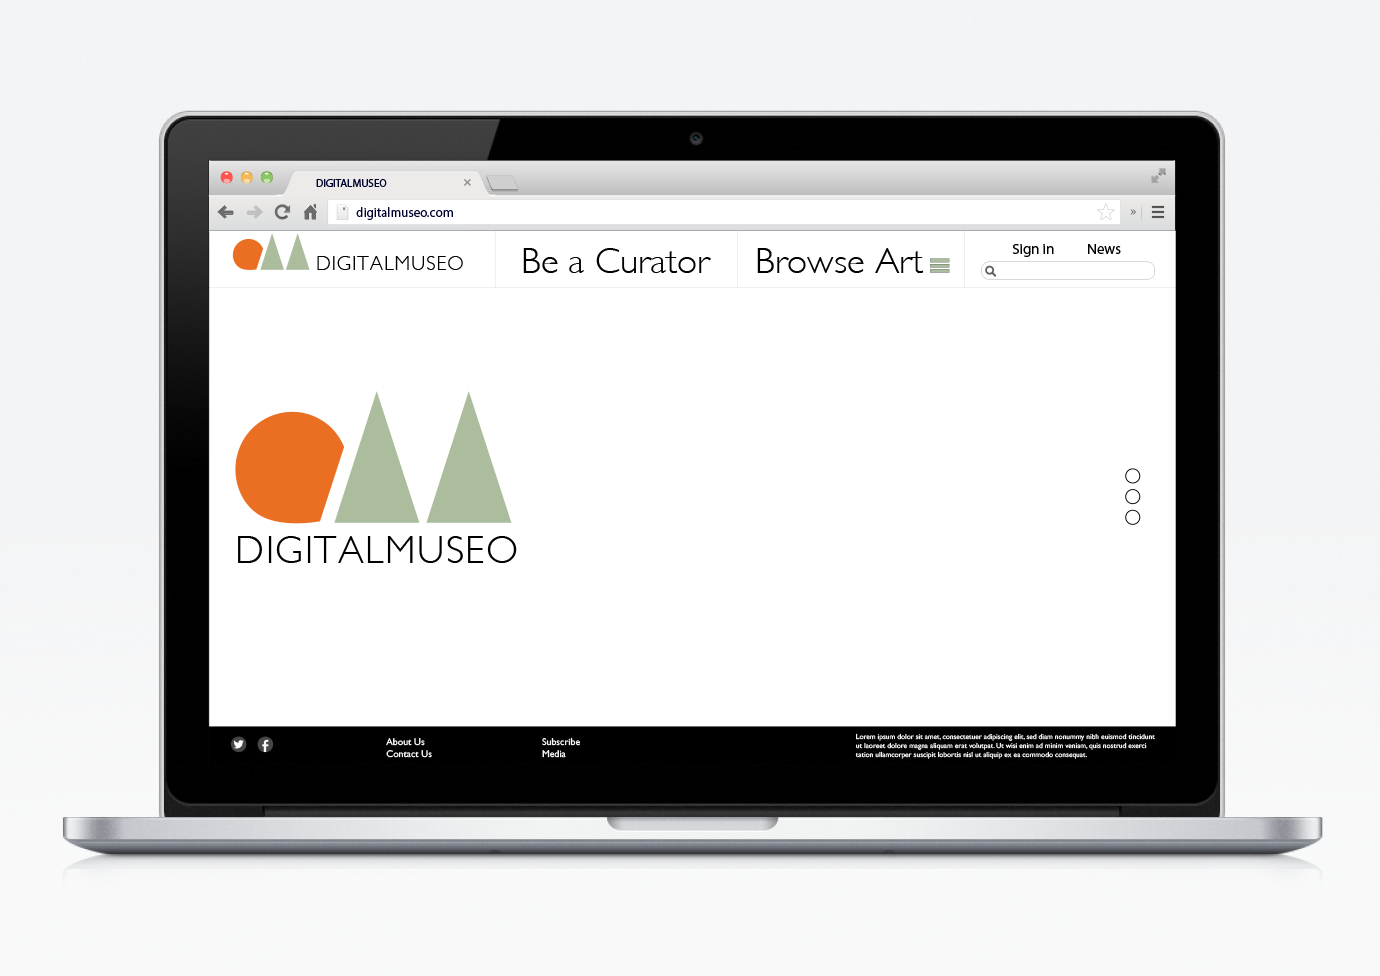 DIGITALMUSEO
digitalmuseo.com
DIGITALMUSEO
Be a Curator
Browse Art
Sign in
News
DIGITALMUSEO
About Us
Contact Us
Subscribe
Media
Lorem ipsum dolor sit amet, consectetuer adipiscing elit, sed diam nonummy nibh euismod tincidunt
ut laoreet dolore magna aliquam erat volutpat. Ut wisi enim ad minim veniam, quis nostrud exerci
tation ullamcorper suscipit lobortis nisl ut aliquip ex ea commodo consequat.